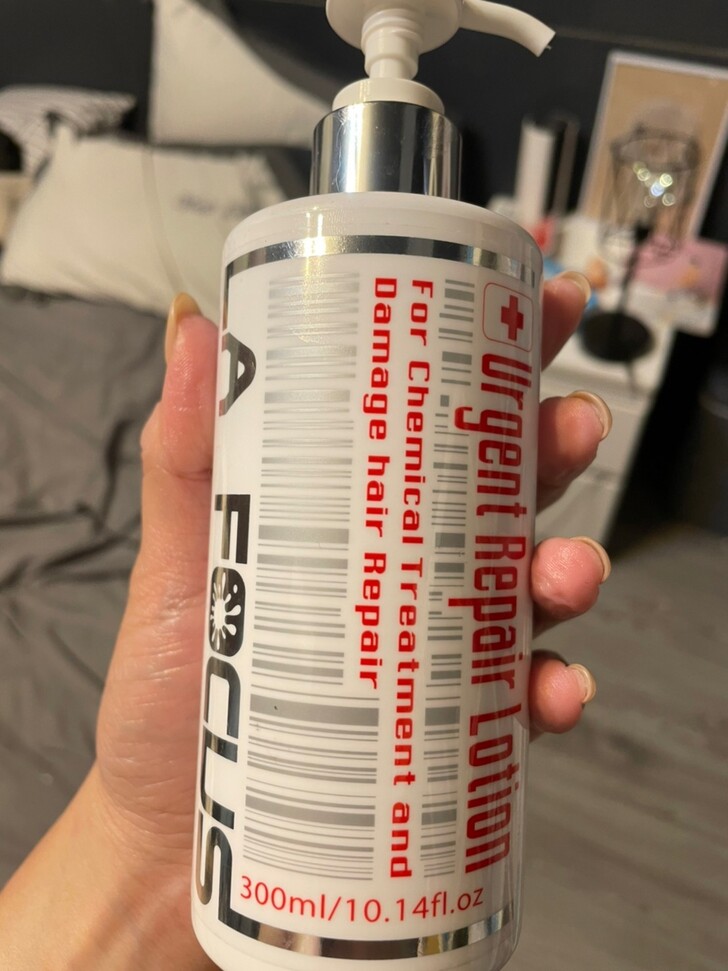 Urgent Repair Lotion
For Chemical Treatment and
Damage hair Repair
LA FOCUS
300ml/10.14fl.oz